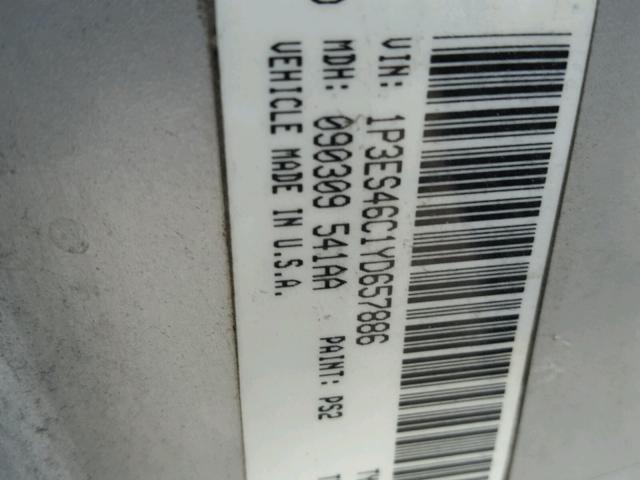 VIN: 1P3ES46C1YD657886
MDH: 090309 541AA PAINT: PS2
VEHICLE MADE IN U.S.A.